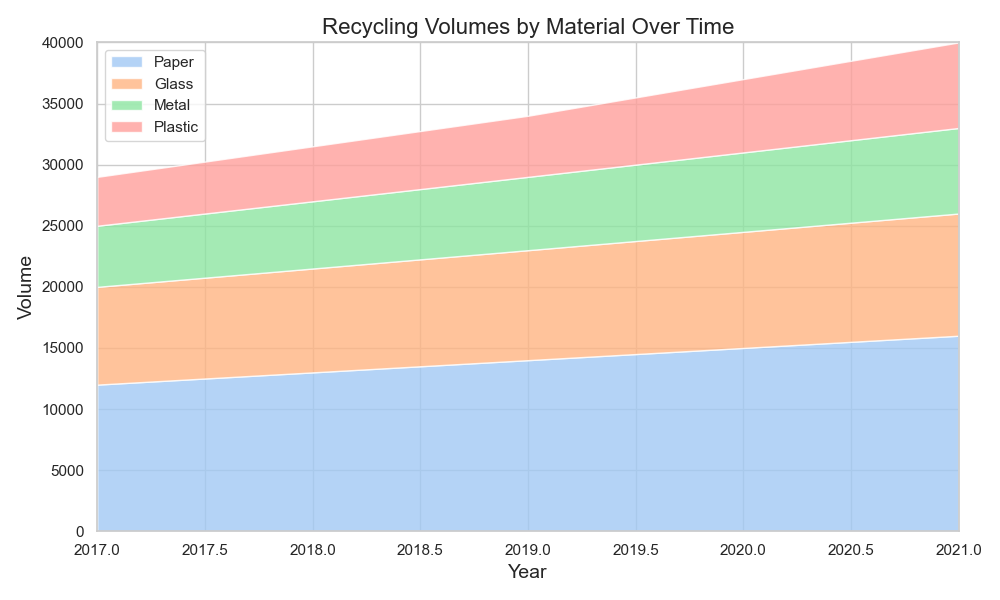 Recycling Volumes by Material Over Time
40000
35000
30000
25000
20000
15000
10000
5000
0
Volume
Paper
Glass
Metal
Plastic
2017.0 2017.5 2018.0 2018.5 2019.0 2019.5 2020.0 2020.5 2021.0
Year